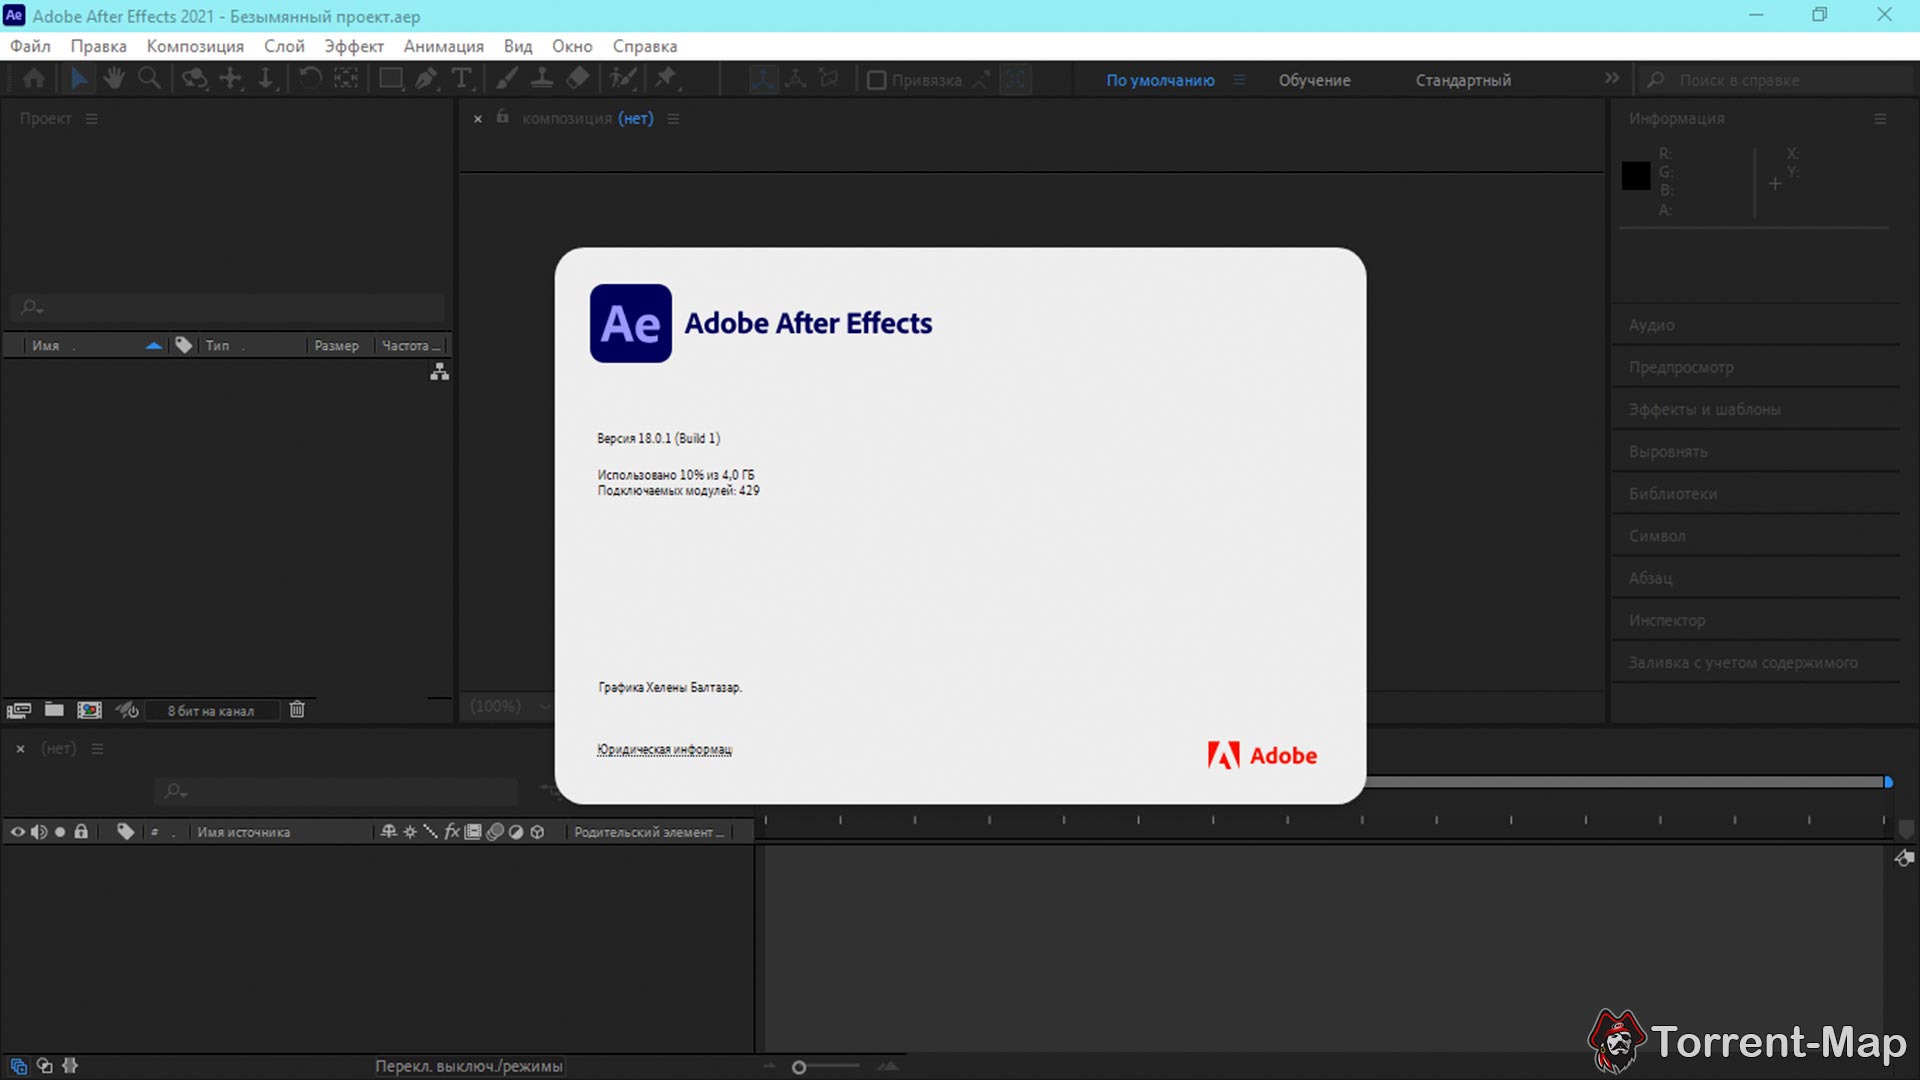 Ae Adobe After Effects 2021 - Безымянный проект.aep
Файл Правка Композиция Слой Эффект Анимация Вид Окно Справка
Привязка По умолчанию Обучение Стандартный Поиск в справке
Проект
композиция (нет)
Информация
R: X:
G: Y:
B:
A:
Имя Тип Размер Частота ...
Ae Adobe After Effects
Версия 18.0.1 (Build 1)
Использовано 10% из 4,0 ГБ
Подключаемых модулей: 429
Графика Хелены Балтазар.
Юридическая информац
Adobe
Аудио
Предпросмотр
Эффекты и шаблоны
Выровнять
Библиотеки
Символ
Абзац
Инспектор
Заливка с учетом содержимого
8 бит на канал
(100%)
(нет)
# Имя источника fx Родительский элемент ...
Перекл. выключ./режимы
Torrent-Map